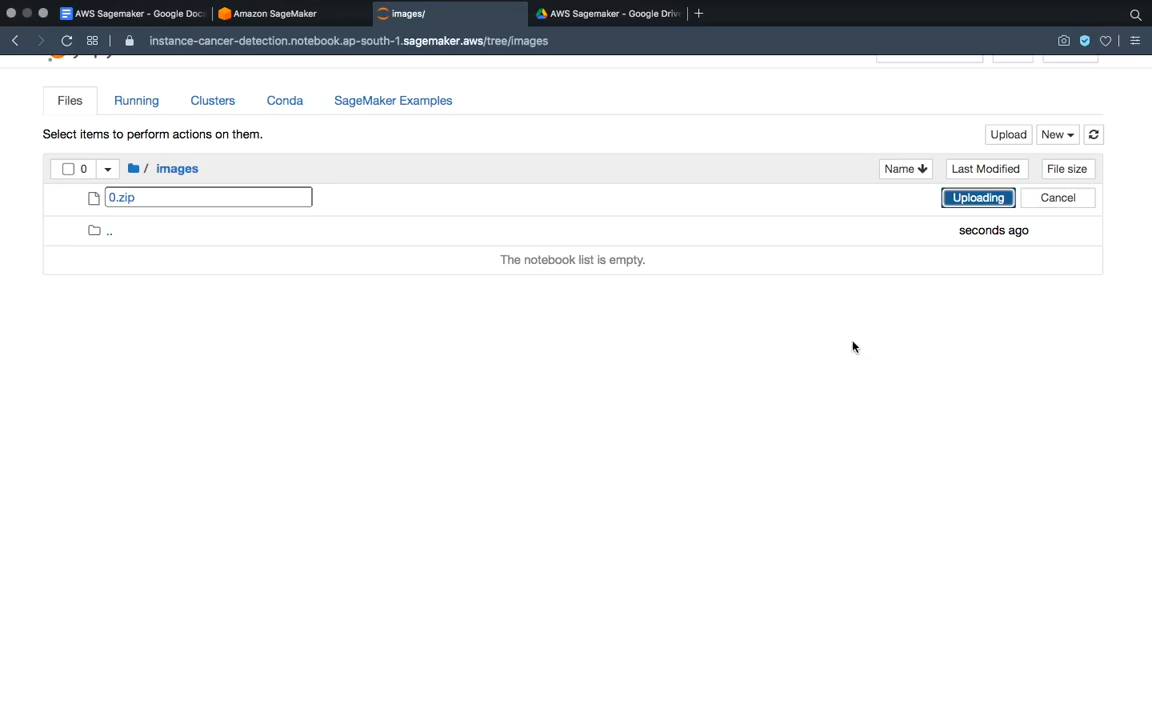 AWS Sagemaker - Google Doc
Amazon SageMaker
images/
AWS Sagemaker - Google Driv
instance-cancer-detection.notebook.ap-south-1.sagemaker.aws/tree/images
Files Running Clusters Conda SageMaker Examples
Select items to perform actions on them.
Upload New
0 / images Name Last Modified File size
0.zip Uploading Cancel
.. seconds ago
The notebook list is empty.